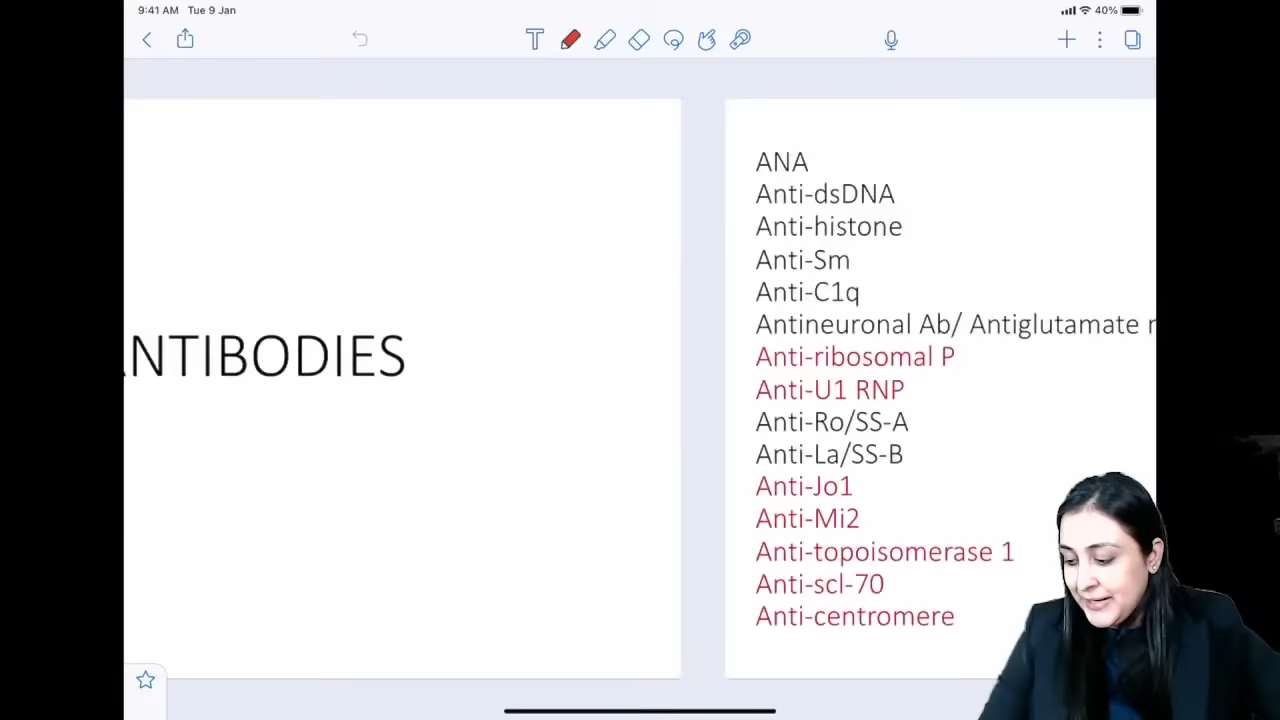 9:41 AM Tue 9 Jan
40%
NTIBODIES
ANA
Anti-dsDNA
Anti-histone
Anti-Sm
Anti-C1q
Antineuronal Ab/ Antiglutamate
Anti-ribosomal P
Anti-U1 RNP
Anti-Ro/SS-A
Anti-La/SS-B
Anti-Jo1
Anti-Mi2
Anti-topoisomerase 1
Anti-scl-70
Anti-centromere